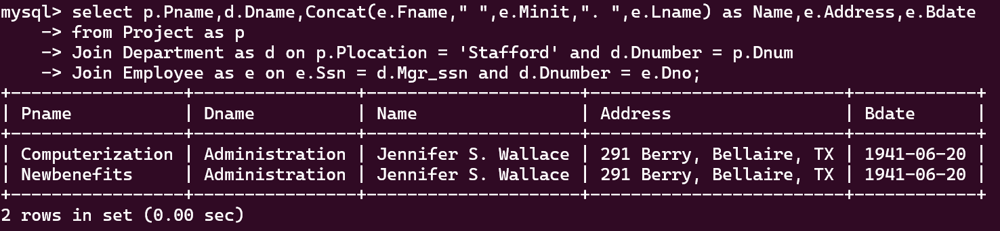 mysql> select p.Pname,d.Dname,Concat(e.Fname," ",e.Minit,". ",e.Lname) as Name,e.Address,e.Bdate
    -> from Project as p
    -> Join Department as d on p.Plocation = 'Stafford' and d.Dnumber = p.Dnum
    -> Join Employee as e on e.Ssn = d.Mgr_ssn and d.Dnumber = e.Dno;
+-----------------+----------------+---------------------+-------------------------+------------+
| Pname           | Dname          | Name                | Address                 | Bdate      |
+-----------------+----------------+---------------------+-------------------------+------------+
| Computerization | Administration | Jennifer S. Wallace | 291 Berry, Bellaire, TX | 1941-06-20 |
| Newbenefits     | Administration | Jennifer S. Wallace | 291 Berry, Bellaire, TX | 1941-06-20 |
+-----------------+----------------+---------------------+-------------------------+------------+
2 rows in set (0.00 sec)